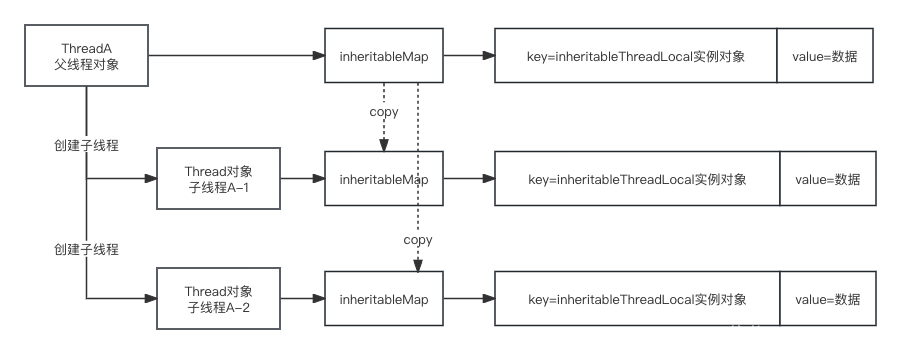 ThreadA
父线程对象
inheritableMap
key=inheritableThreadLocal实例对象
value=数据
copy
创建子线程
Thread对象
子线程A-1
inheritableMap
key=inheritableThreadLocal实例对象
value=数据
copy
创建子线程
Thread对象
子线程A-2
inheritableMap
key=inheritableThreadLocal实例对象
value=数据